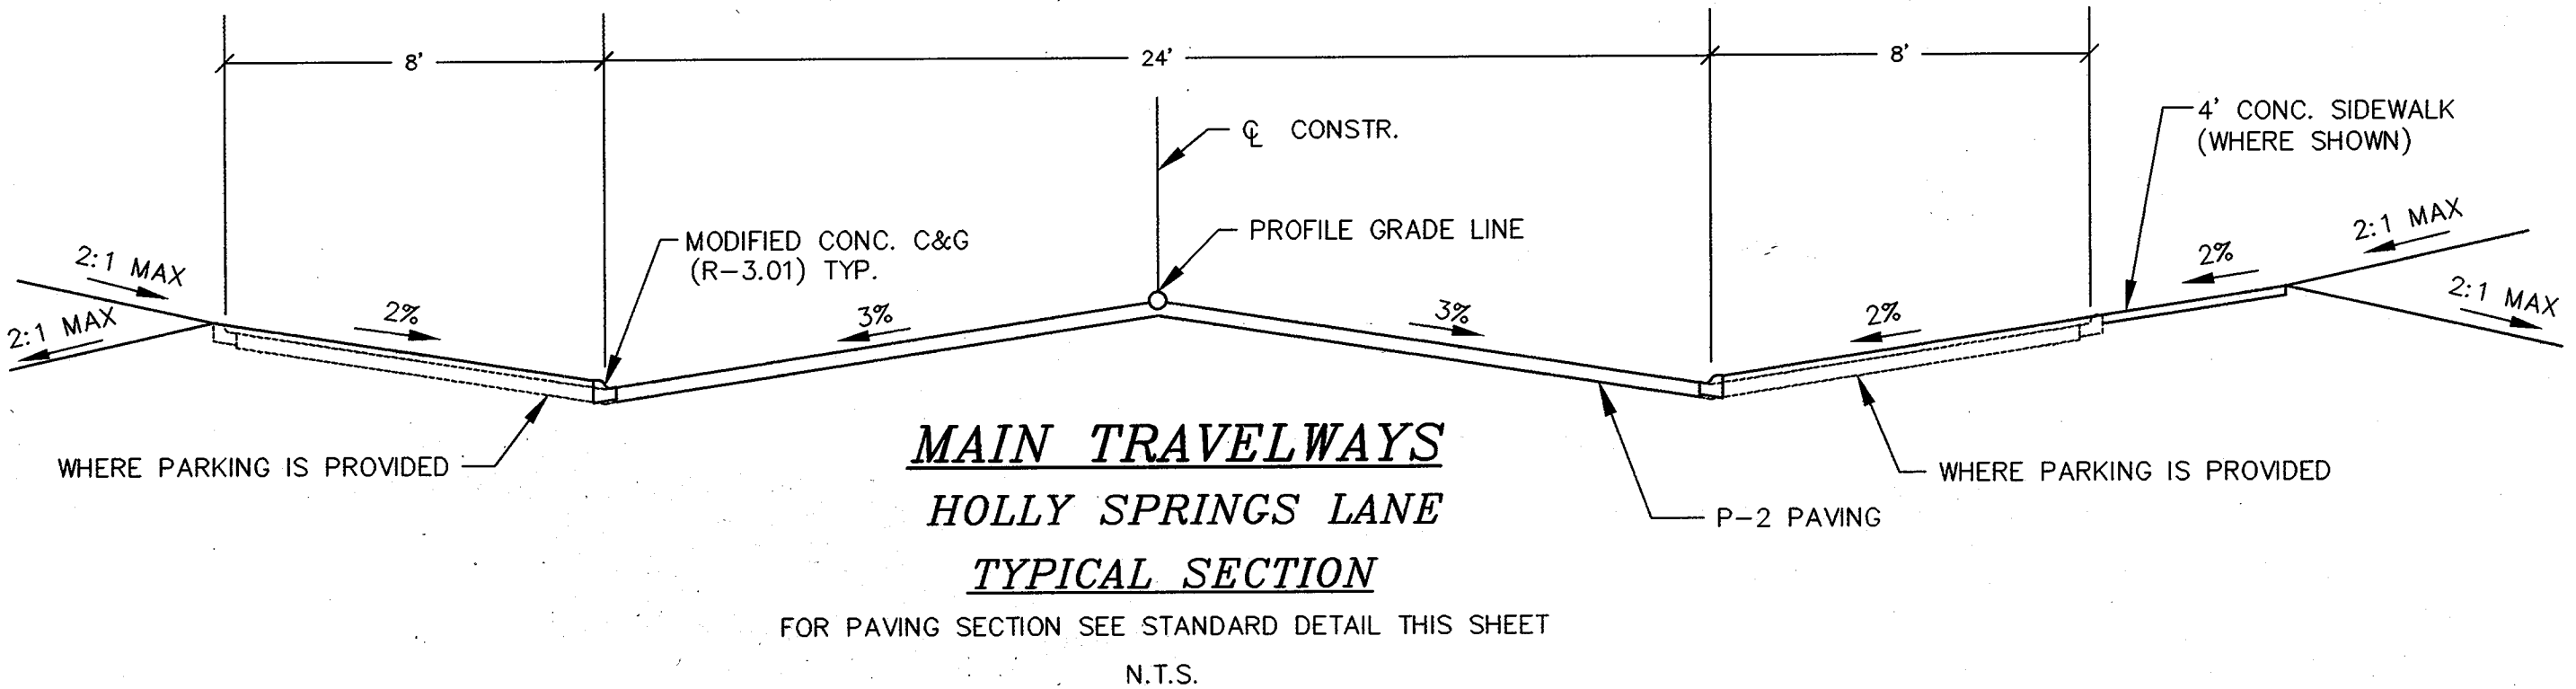 8'
24'
8'
℄ CONSTR.
4' CONC. SIDEWALK
(WHERE SHOWN)
MODIFIED CONC. C&G
(R-3.01) TYP.
PROFILE GRADE LINE
2:1 MAX
2:1 MAX
2%
3%
3%
2%
2%
2:1 MAX
2:1 MAX
WHERE PARKING IS PROVIDED
WHERE PARKING IS PROVIDED
P-2 PAVING
MAIN TRAVELWAYS
HOLLY SPRINGS LANE
TYPICAL SECTION
FOR PAVING SECTION SEE STANDARD DETAIL THIS SHEET
N.T.S.